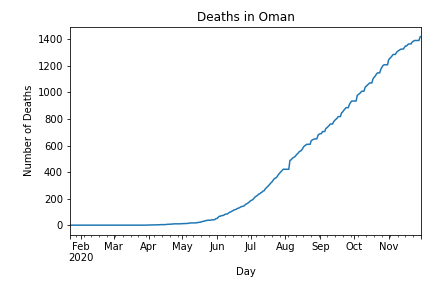 Deaths in Oman
1400
1200
1000
800
600
400
200
0
Number of Deaths
Feb Mar Apr May Jun Jul Aug Sep Oct Nov
2020
Day